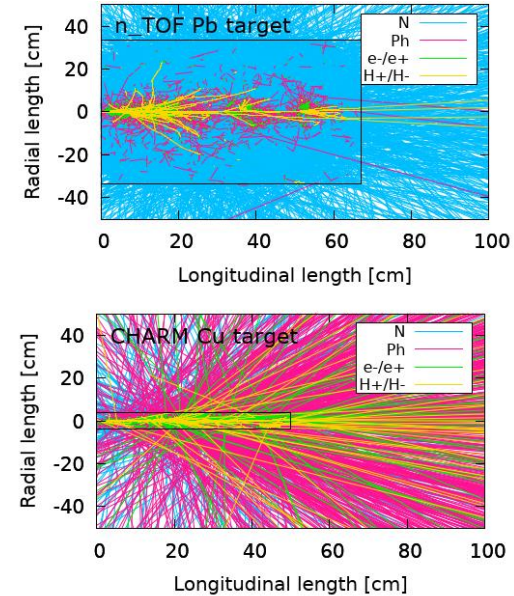 n_TOF Pb target
N
Ph
e-/e+
H+/H-
40
20
0
-20
-40
Radial length [cm]
0 20 40 60 80 100
Longitudinal length [cm]
CHARM Cu target
N
Ph
e-/e+
H+/H-
40
20
0
-20
-40
Radial length [cm]
0 20 40 60 80 100
Longitudinal length [cm]